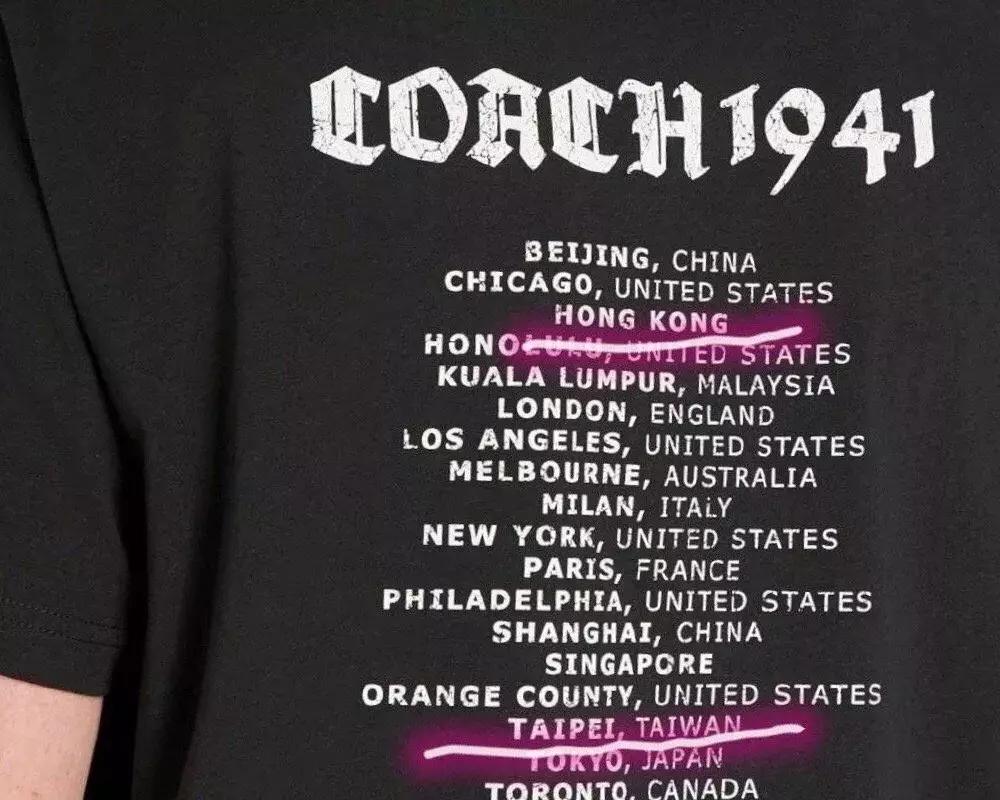 COACH 1941
BEIJING, CHINA
CHICAGO, UNITED STATES
HONG KONG
HONOLULU, UNITED STATES
KUALA LUMPUR, MALAYSIA
LONDON, ENGLAND
LOS ANGELES, UNITED STATES
MELBOURNE, AUSTRALIA
MILAN, ITALY
NEW YORK, UNITED STATES
PARIS, FRANCE
PHILADELPHIA, UNITED STATES
SHANGHAI, CHINA
SINGAPORE
ORANGE COUNTY, UNITED STATES
TAIPEI, TAIWAN
TOKYO, JAPAN
TORONTO, CANADA